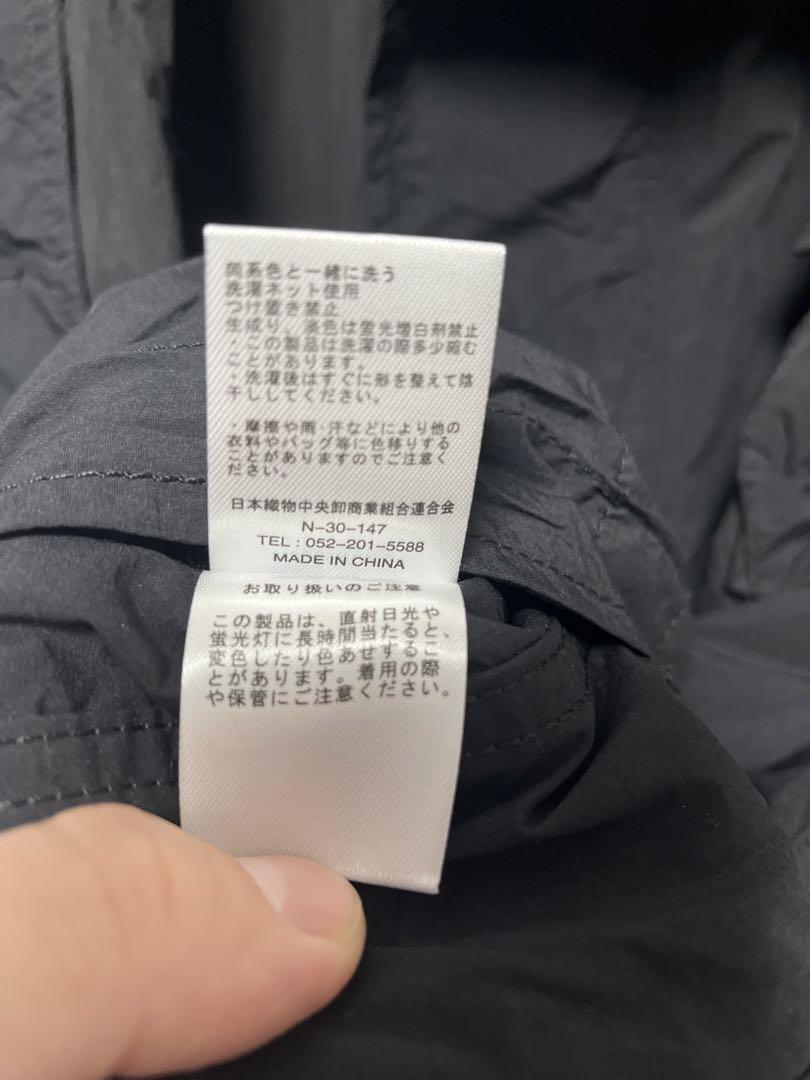 同系色と一緒に洗う
洗濯ネット使用
つけ置き禁止
生成り、淡色は蛍光増白剤禁止
・この製品は洗濯の際多少縮む
ことがあります。
・洗濯後はすぐに形を整えて陰
干ししてください。
・摩擦や雨・汗などにより他の
衣料やバッグ等に色移りする
ことがありますのでご注意く
ださい。
日本織物中央卸商業組合連合会
N-30-147
TEL : 052-201-5588
MADE IN CHINA
お取り扱いのご注意
この製品は、直射日光や
蛍光灯に長時間当たると、
変色したり色あせするこ
とがあります。着用の際
や保管にご注意ください。